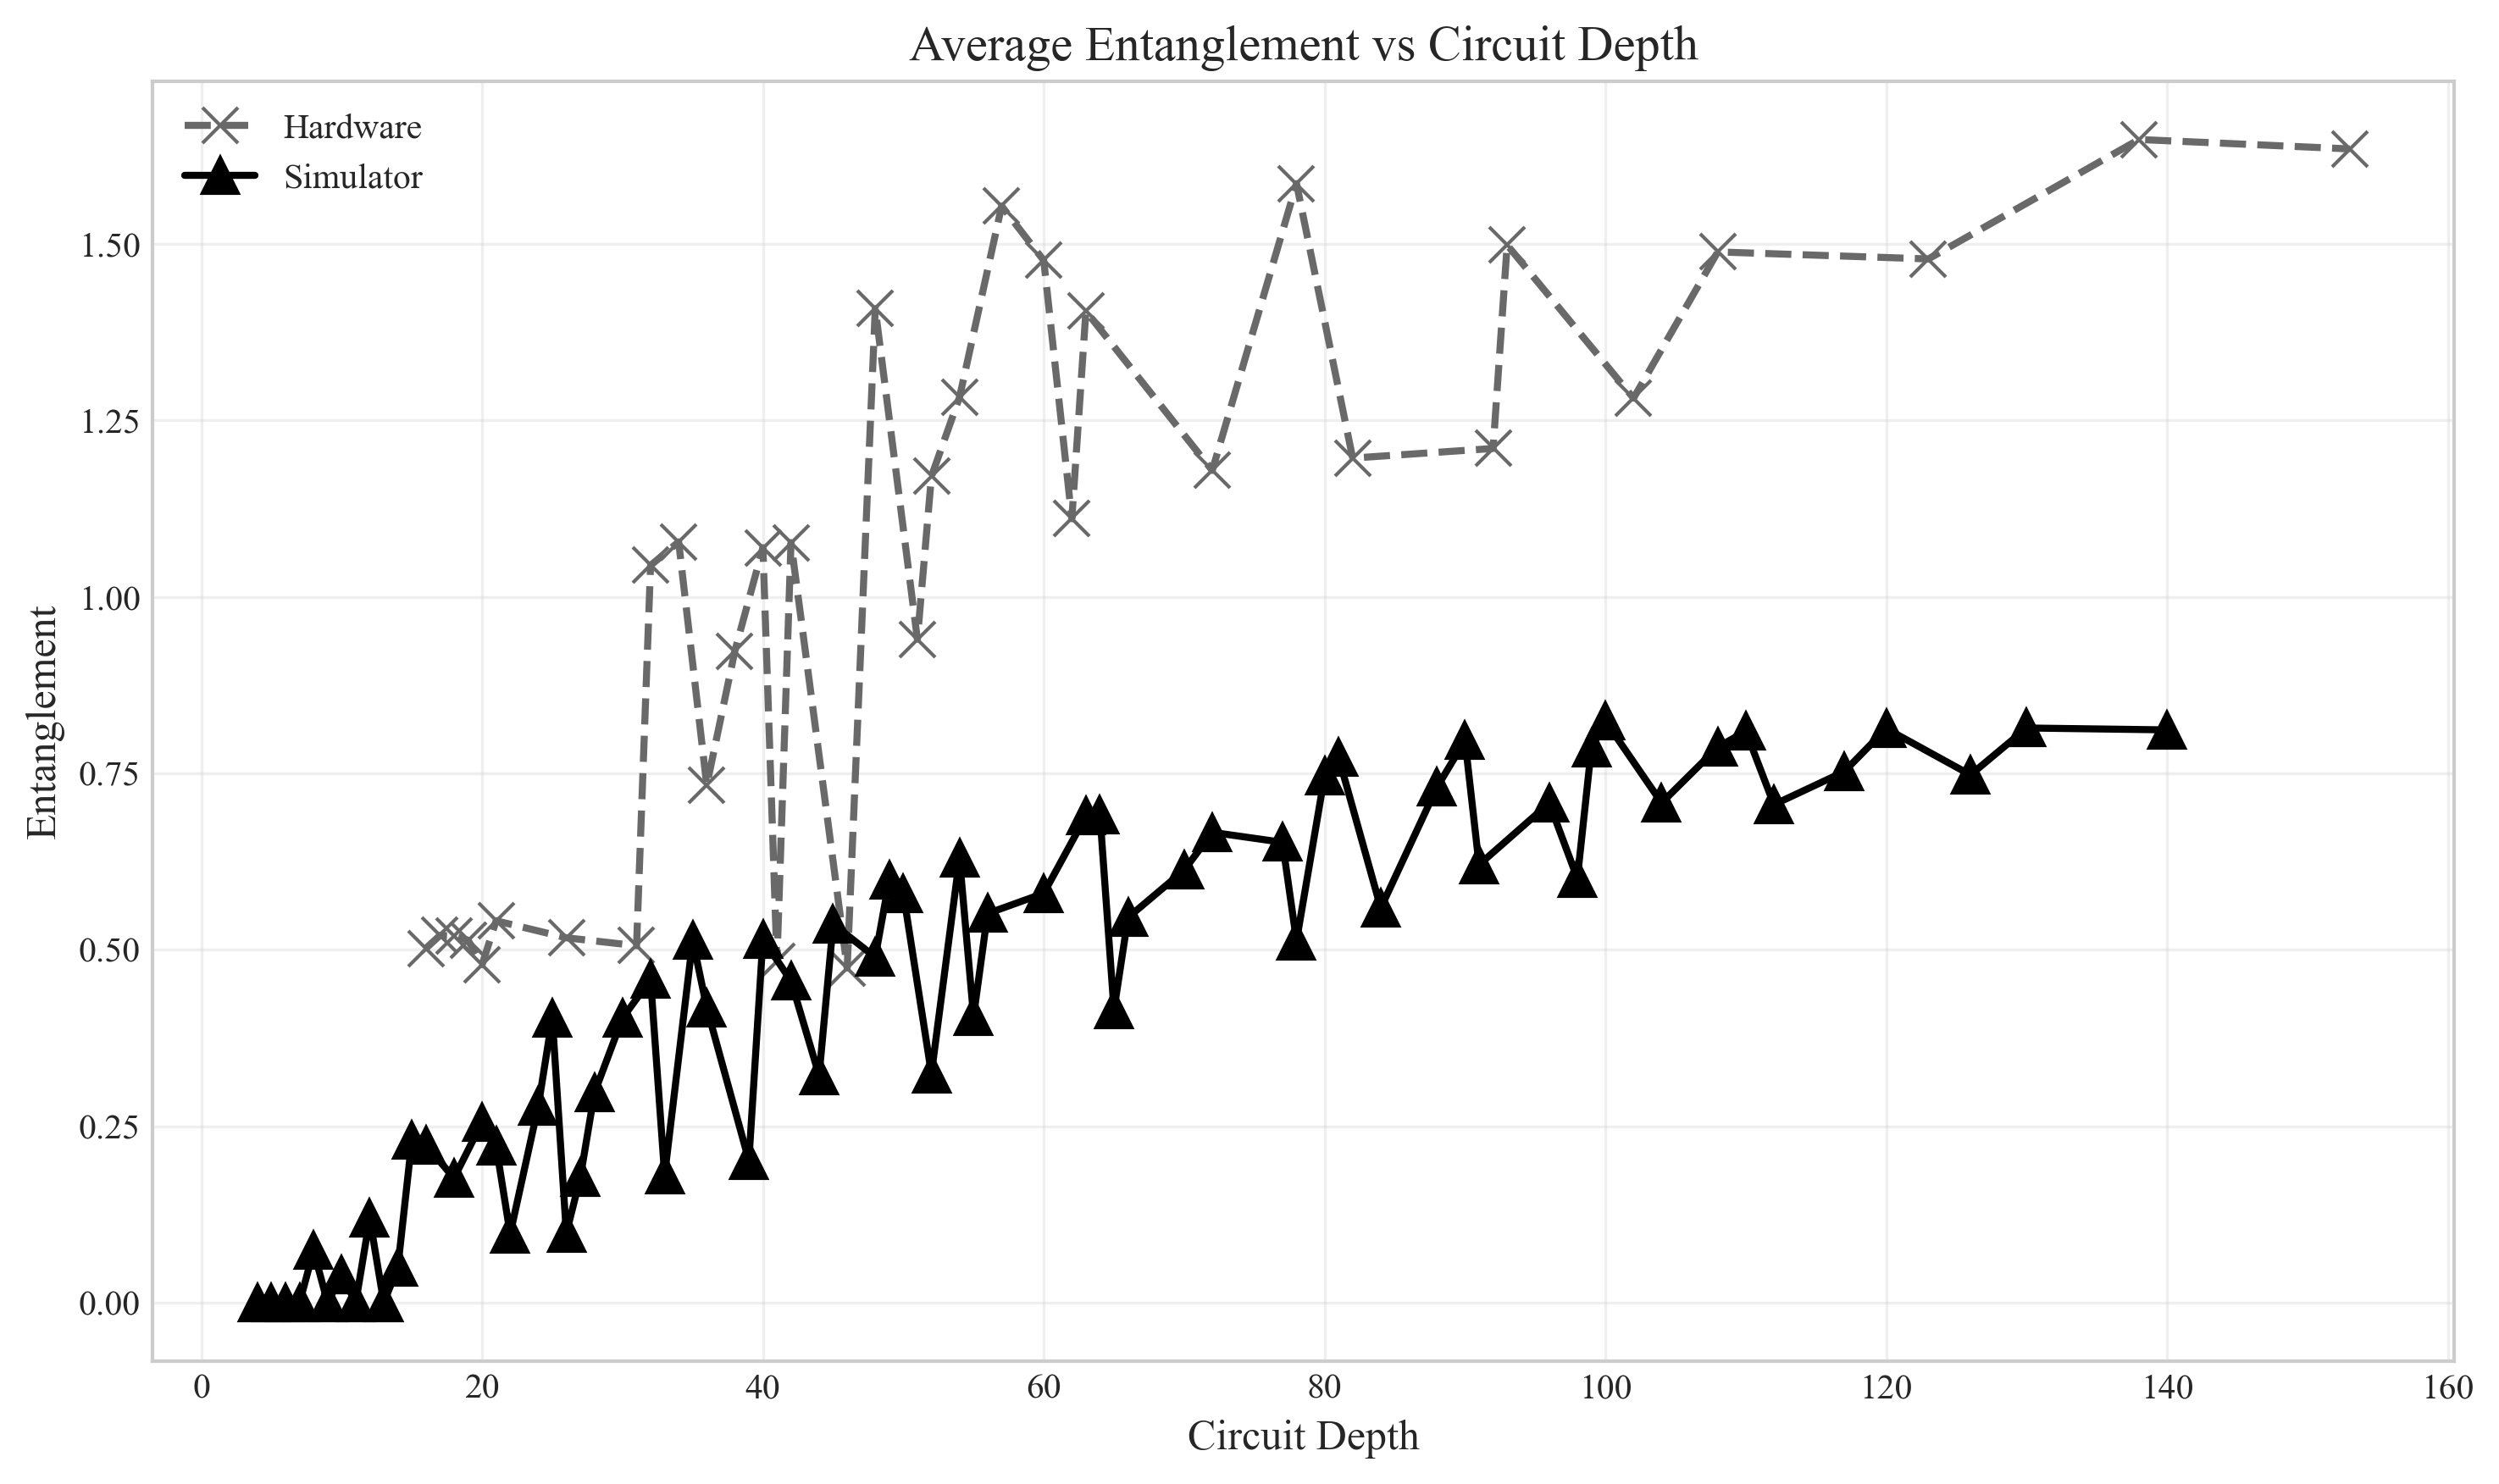 Average Entanglement vs Circuit Depth
Hardware
Simulator
1.50
1.25
1.00
0.75
0.50
0.25
0.00
Entanglement
0 20 40 60 80 100 120 140 160
Circuit Depth